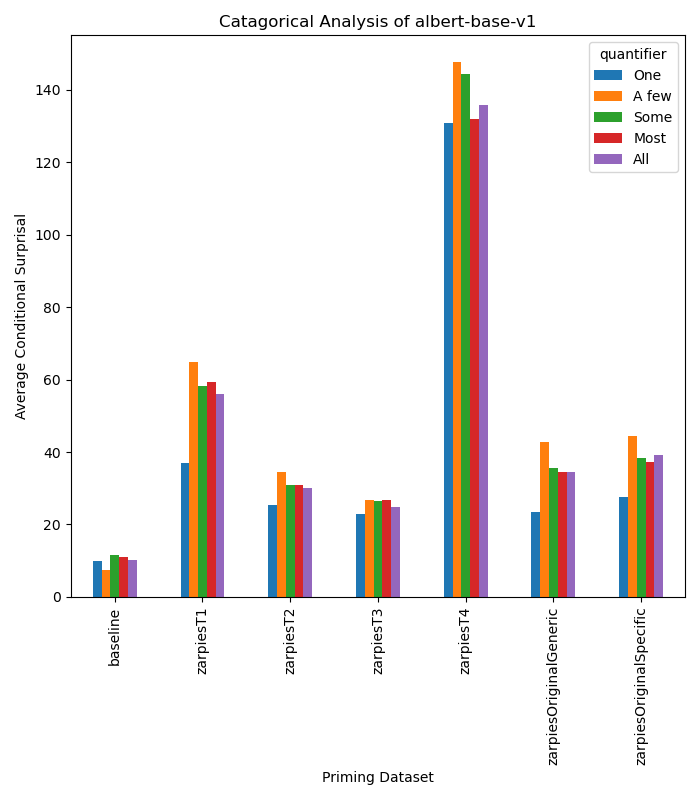 Catagorical Analysis of albert-base-v1
quantifier
One
A few
Some
Most
All
Average Conditional Surprisal
140
120
100
80
60
40
20
0
baseline
zarpiesT1
zarpiesT2
zarpiesT3
zarpiesT4
zarpiesOriginalGeneric
zarpiesOriginalSpecific
Priming Dataset